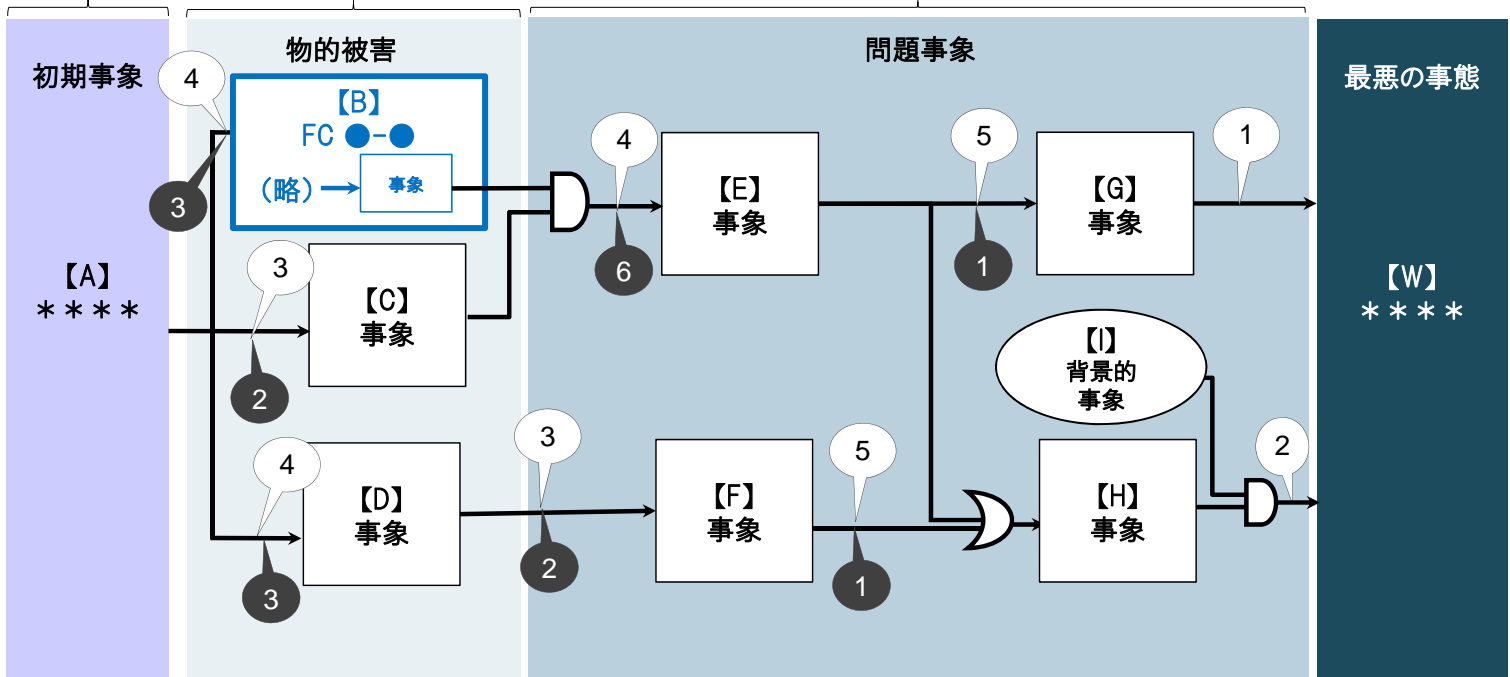 初期事象
物的被害
問題事象
最悪の事態
4
【B】
FC ●-●
(略)
事象
3
【A】
****
3
【C】
事象
2
4
【D】
事象
3
4
【E】
事象
6
3
2
【F】
事象
5
1
5
【G】
事象
1
1
【I】
背景的
事象
【H】
事象
2
【W】
****